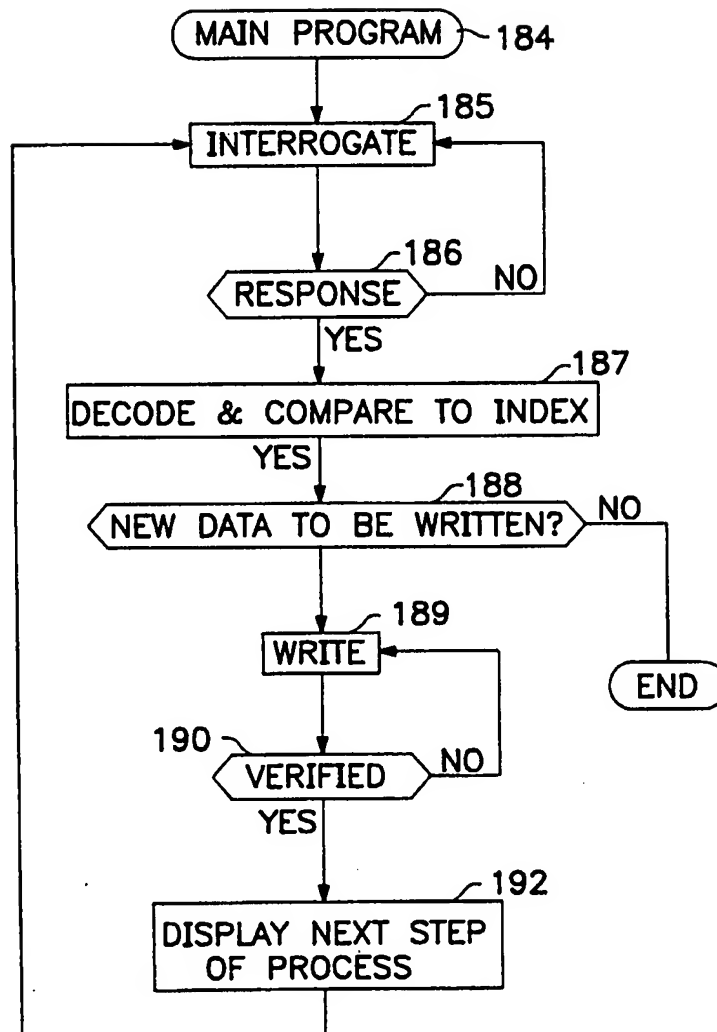 MAIN PROGRAM 184
185
INTERROGATE
186
RESPONSE NO
YES
187
DECODE & COMPARE TO INDEX
YES
188
NEW DATA TO BE WRITTEN? NO
189
WRITE
END
190
VERIFIED NO
YES
192
DISPLAY NEXT STEP
OF PROCESS